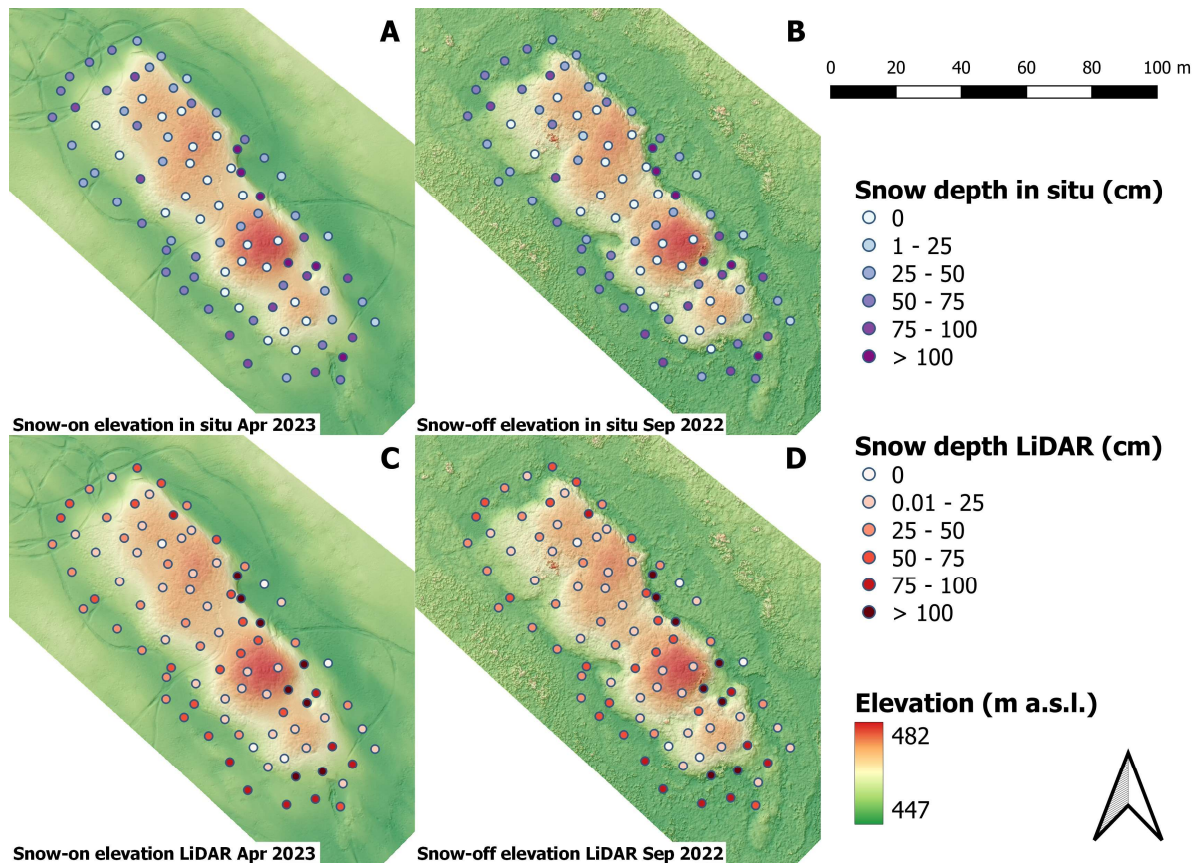 A
B
0 20 40 60 80 100 m
Snow depth in situ (cm)
0
1 - 25
25 - 50
50 - 75
75 - 100
> 100
Snow-on elevation in situ Apr 2023
Snow-off elevation in situ Sep 2022
C
D
Snow depth LiDAR (cm)
0
0.01 - 25
25 - 50
50 - 75
75 - 100
> 100
Elevation (m a.s.l.)
482
447
Snow-on elevation LiDAR Apr 2023
Snow-off elevation LiDAR Sep 2022